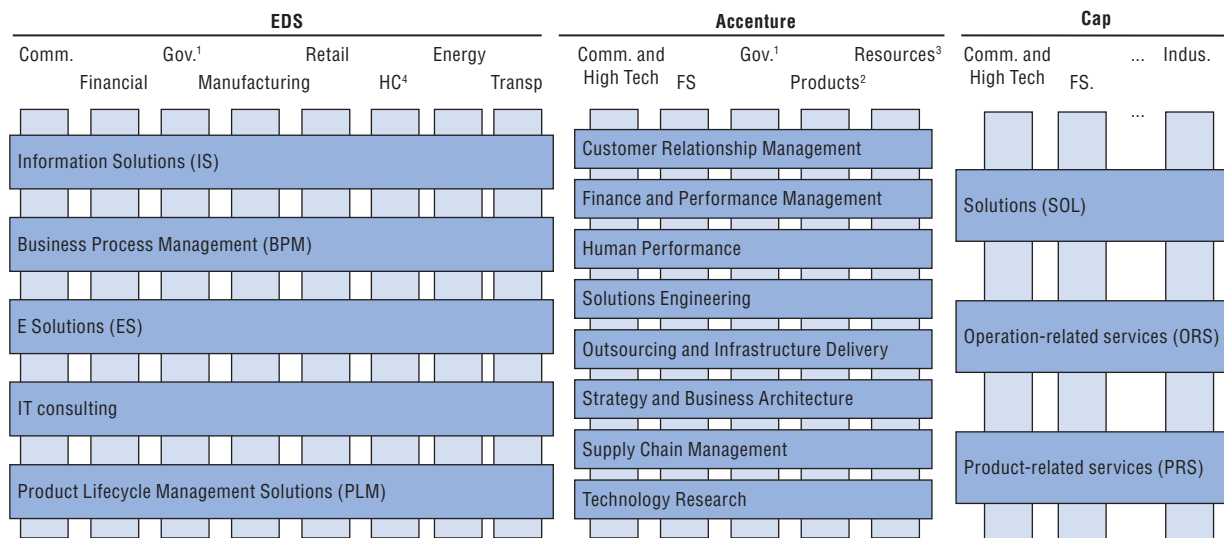 EDS
Comm. Gov.¹ Retail Energy
Financial Manufacturing HC⁴ Transp
Information Solutions (IS)
Business Process Management (BPM)
E Solutions (ES)
IT consulting
Product Lifecycle Management Solutions (PLM)
Accenture
Comm. and Gov.¹ Resources³
High Tech FS Products²
Customer Relationship Management
Finance and Performance Management
Human Performance
Solutions Engineering
Outsourcing and Infrastructure Delivery
Strategy and Business Architecture
Supply Chain Management
Technology Research
Cap
Comm. and ... Indus.
High Tech FS.
...
Solutions (SOL)
Operation-related services (ORS)
Product-related services (PRS)